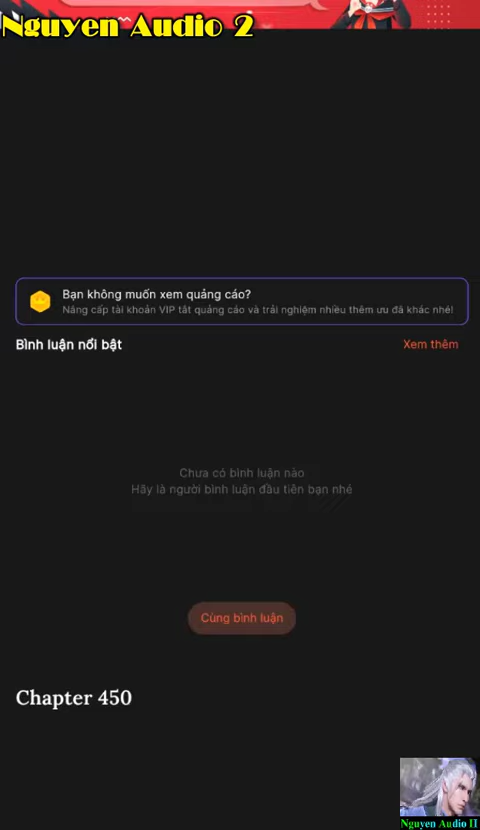 Nguyen Audio 2
Bạn không muốn xem quảng cáo?
Nâng cấp tài khoản VIP tắt quảng cáo và trải nghiệm nhiều thêm ưu đã khác nhé!
Bình luận nổi bật
Xem thêm
Chưa có bình luận nào
Hãy là người bình luận đầu tiên bạn nhé
Cùng bình luận
Chapter 450
Nguyen Audio II